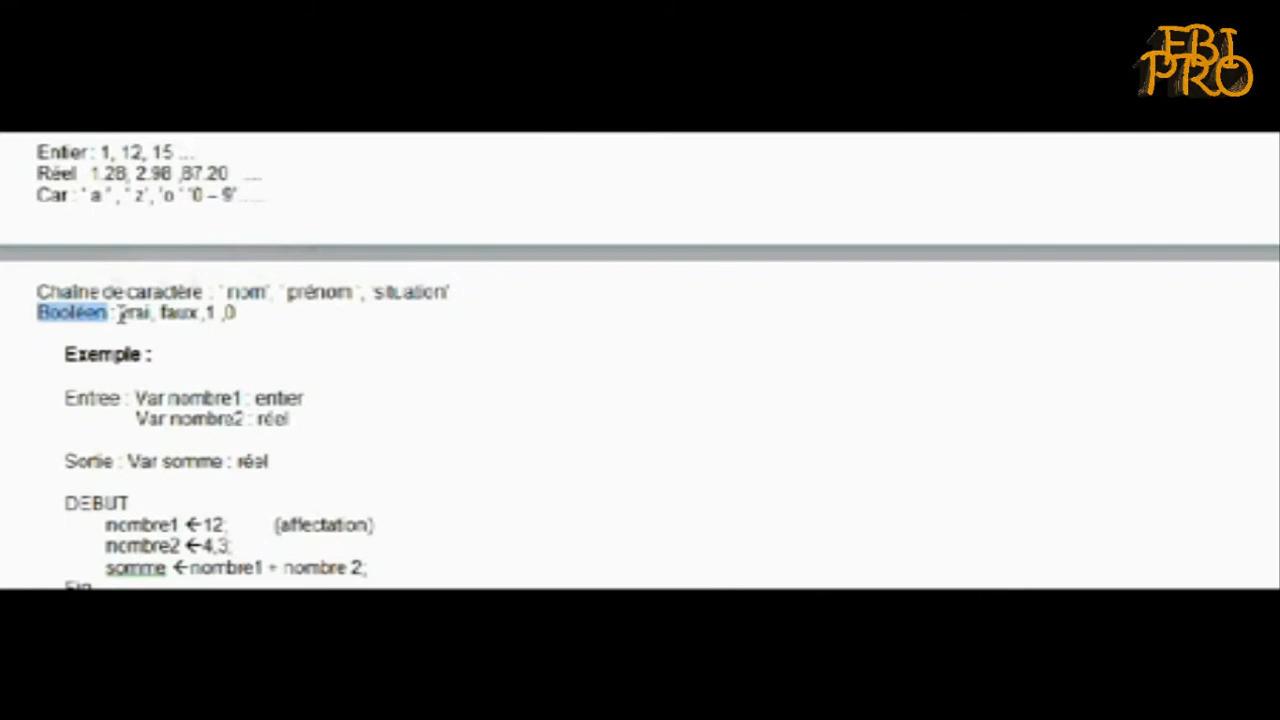 FBI
PRO
Entier : 1, 12, 15 ...
Réel 1.28, 2.98 ,87.20 ....
Car : ' a ' , ' z', 'o ' '0 – 9'......
Chaîne de caractère : ' nom', ' prénom ', 'situation'
Booléen : vrai, faux ,1 ,0
Exemple :
Entree : Var nombre1 : entier
Var nombre2 : réel
Sortie : Var somme : réel
DEBUT
nombre1 ← 12; (affectation)
nombre2 ← 4,3;
somme ← nombre1 + nombre 2;
Fin